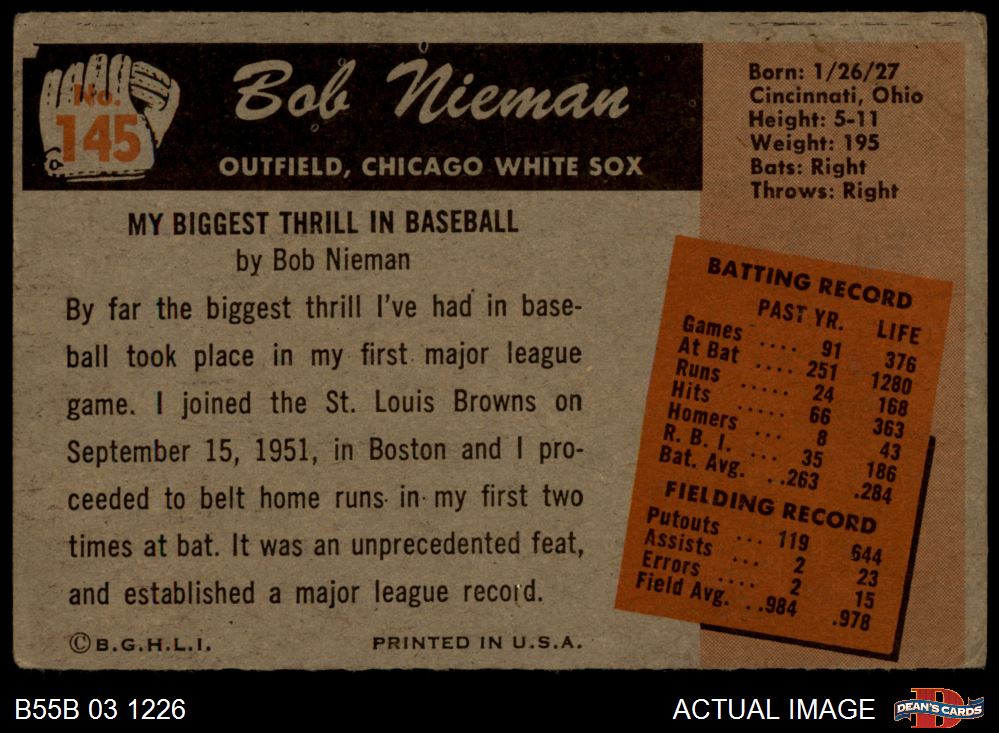 No.
145
Bob Nieman
OUTFIELD, CHICAGO WHITE SOX
Born: 1/26/27
Cincinnati, Ohio
Height: 5-11
Weight: 195
Bats: Right
Throws: Right
MY BIGGEST THRILL IN BASEBALL
by Bob Nieman
By far the biggest thrill I've had in base-
ball took place in my first major league
game. I joined the St. Louis Browns on
September 15, 1951, in Boston and I pro-
ceeded to belt home runs in my first two
times at bat. It was an unprecedented feat,
and established a major league record.
BATTING RECORD
PAST YR. LIFE
Games .... 91 376
At Bat .... 251 1280
Runs ..... 24 168
Hits ..... 66 363
Homers ... 8 43
R. B. I. ... 35 186
Bat. Avg. ..263 .284
FIELDING RECORD
Putouts ... 119 644
Assists ... 2 23
Errors .... 2 15
Field Avg. ..984 .978
©B.G.H.L.I. PRINTED IN U.S.A.
B55B 03 1226 ACTUAL IMAGE
DEAN'S CARDS